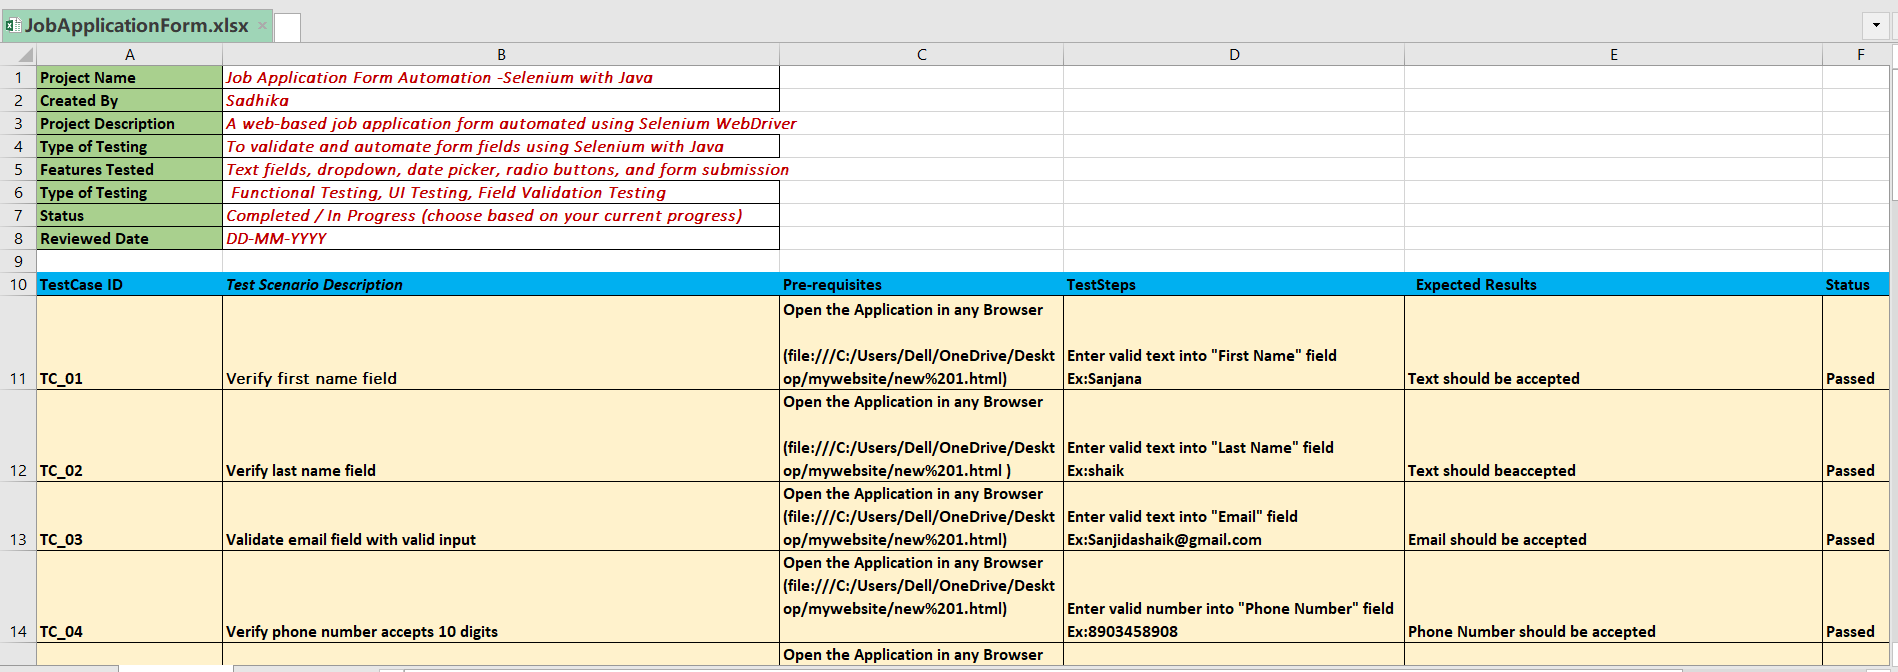 JobApplicationForm.xlsx
A B C D E F
1 Project Name Job Application Form Automation -Selenium with Java
2 Created By Sadhika
3 Project Description A web-based job application form automated using Selenium WebDriver
4 Type of Testing To validate and automate form fields using Selenium with Java
5 Features Tested Text fields, dropdown, date picker, radio buttons, and form submission
6 Type of Testing Functional Testing, UI Testing, Field Validation Testing
7 Status Completed / In Progress (choose based on your current progress)
8 Reviewed Date DD-MM-YYYY
9
10 TestCase ID Test Scenario Description Pre-requisites TestSteps Expected Results Status
Open the Application in any Browser
(file:///C:/Users/Dell/OneDrive/Deskt Enter valid text into "First Name" field
11 TC_01 Verify first name field op/mywebsite/new%201.html) Ex:Sanjana Text should be accepted Passed
Open the Application in any Browser
(file:///C:/Users/Dell/OneDrive/Deskt Enter valid text into "Last Name" field
12 TC_02 Verify last name field op/mywebsite/new%201.html ) Ex:shaik Text should beaccepted Passed
Open the Application in any Browser
(file:///C:/Users/Dell/OneDrive/Deskt Enter valid text into "Email" field
13 TC_03 Validate email field with valid input op/mywebsite/new%201.html) Ex:Sanjidashaik@gmail.com Email should be accepted Passed
Open the Application in any Browser
(file:///C:/Users/Dell/OneDrive/Deskt
op/mywebsite/new%201.html) Enter valid number into "Phone Number" field
14 TC_04 Verify phone number accepts 10 digits Ex:8903458908 Phone Number should be accepted Passed
Open the Application in any Browser